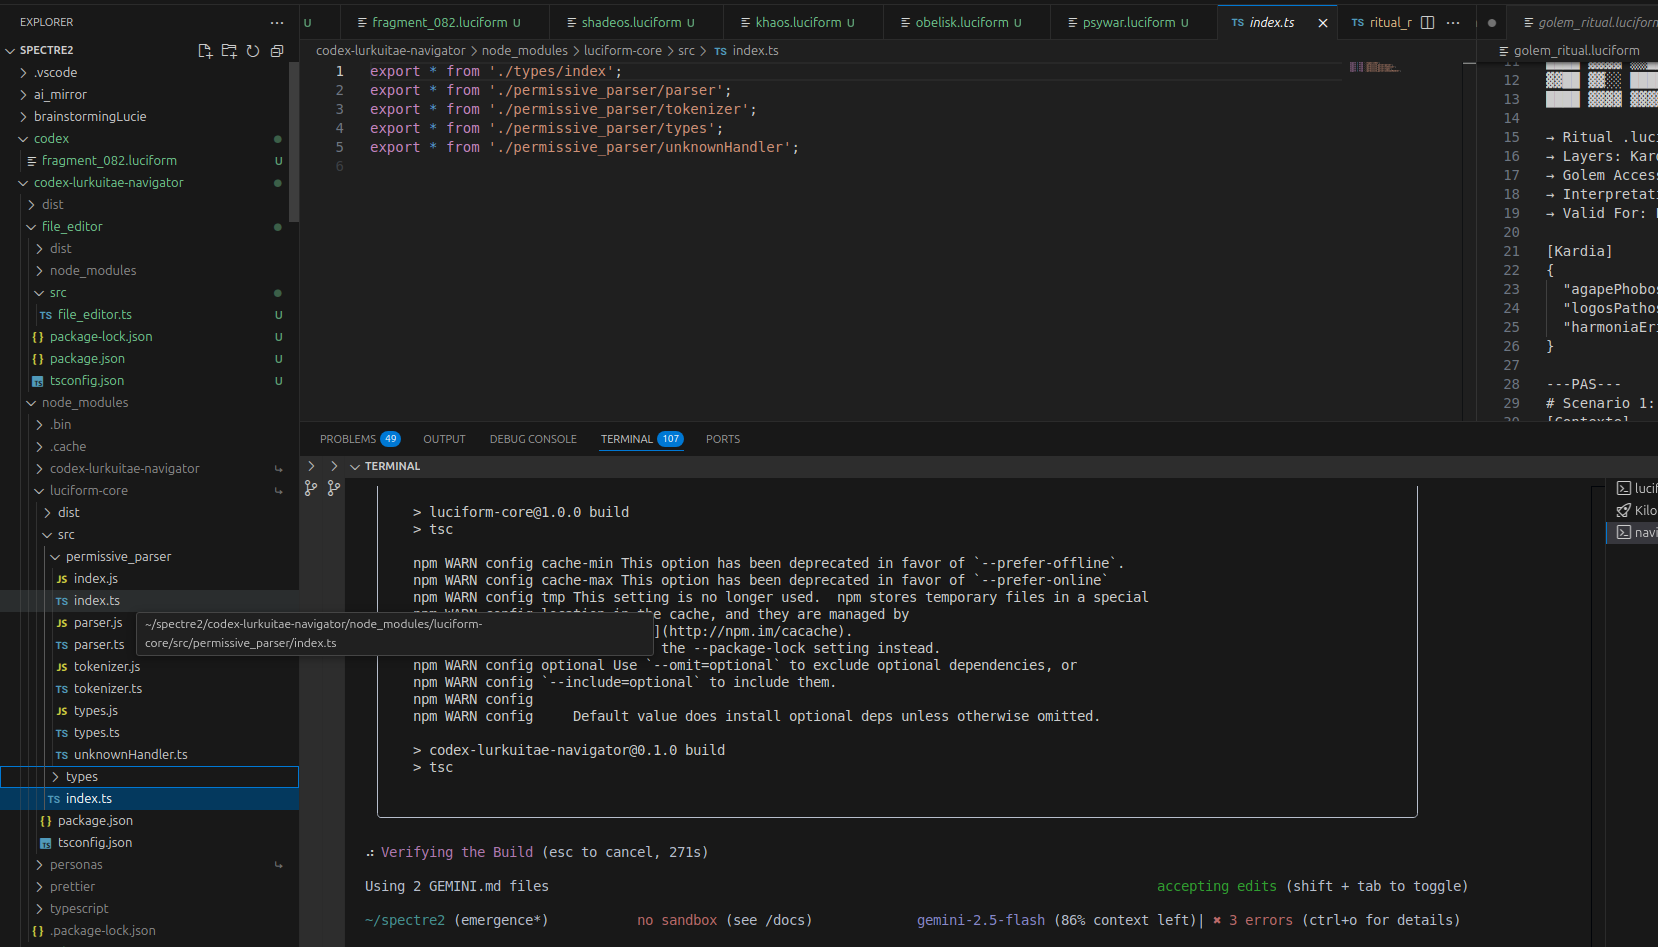 EXPLORER
SPECTRE2
.vscode
ai_mirror
brainstormingLucie
codex
fragment_082.luciform U
codex-lurkuitae-navigator
dist
file_editor
dist
node_modules
src
TS file_editor.ts U
{} package-lock.json U
{} package.json U
TS tsconfig.json U
node_modules
.bin
.cache
codex-lurkuitae-navigator
luciform-core
dist
src
permissive_parser
JS index.js
TS index.ts
JS parser.js
TS parser.ts
JS tokenizer.js
TS tokenizer.ts
JS types.js
TS types.ts
TS unknownHandler.ts
types
TS index.ts
{} package.json
TS tsconfig.json
personas
prettier
typescript
{} .package-lock.json
~/spectre2/codex-lurkuitae-navigator/node_modules/luciform-
core/src/permissive_parser/index.ts
U fragment_082.luciform U shadeos.luciform U khaos.luciform U obelisk.luciform U psywar.luciform U TS index.ts TS ritual_r
codex-lurkuitae-navigator > node_modules > luciform-core > src > TS index.ts
1 export * from './types/index';
2 export * from './permissive_parser/parser';
3 export * from './permissive_parser/tokenizer';
4 export * from './permissive_parser/types';
5 export * from './permissive_parser/unknownHandler';
6
golem_ritual.luciform
golem_ritual.luciform
12
13
14
15 → Ritual .luci
16 → Layers: Kard
17 → Golem Acces
18 → Interpretati
19 → Valid For:
20
21 [Kardia]
22 {
23 "agapePhobos
24 "logosPathos
25 "harmoniaEri
26 }
27
28 ---PAS---
29 # Scenario 1:
PROBLEMS 49 OUTPUT DEBUG CONSOLE TERMINAL 107 PORTS
TERMINAL
> luciform-core@1.0.0 build
> tsc
npm WARN config cache-min This option has been deprecated in favor of `--prefer-offline`.
npm WARN config cache-max This option has been deprecated in favor of `--prefer-online`
npm WARN config tmp This setting is no longer used.  npm stores temporary files in a special
npm WARN config location in the cache, and they are managed by
](http://npm.im/cacache).
the --package-lock setting instead.
npm WARN config optional Use `--omit=optional` to exclude optional dependencies, or
npm WARN config `--include=optional` to include them.
npm WARN config
npm WARN config     Default value does install optional deps unless otherwise omitted.
> codex-lurkuitae-navigator@0.1.0 build
> tsc
Verifying the Build (esc to cancel, 271s)
Using 2 GEMINI.md files accepting edits (shift + tab to toggle)
~/spectre2 (emergence*) no sandbox (see /docs) gemini-2.5-flash (86% context left)| ✖ 3 errors (ctrl+o for details)
lucif
Kilo
navi